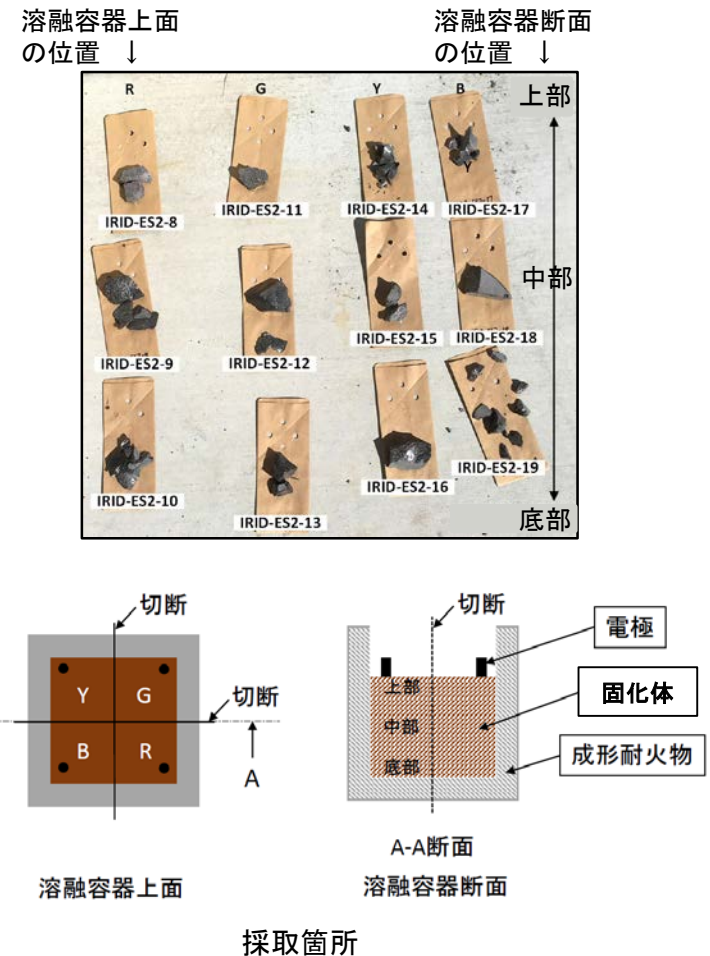 溶融容器上面
の位置 ↓
溶融容器断面
の位置 ↓
R G Y B
上部
IRID-ES2-8
IRID-ES2-11
IRID-ES2-14
IRID-ES2-17
中部
IRID-ES2-9
IRID-ES2-12
IRID-ES2-15
IRID-ES2-18
IRID-ES2-10
IRID-ES2-13
IRID-ES2-16
IRID-ES2-19
底部
切断
切断
Y G
B R
A
溶融容器上面
切断
電極
上部
固化体
中部
成形耐火物
底部
A-A断面
溶融容器断面
採取箇所